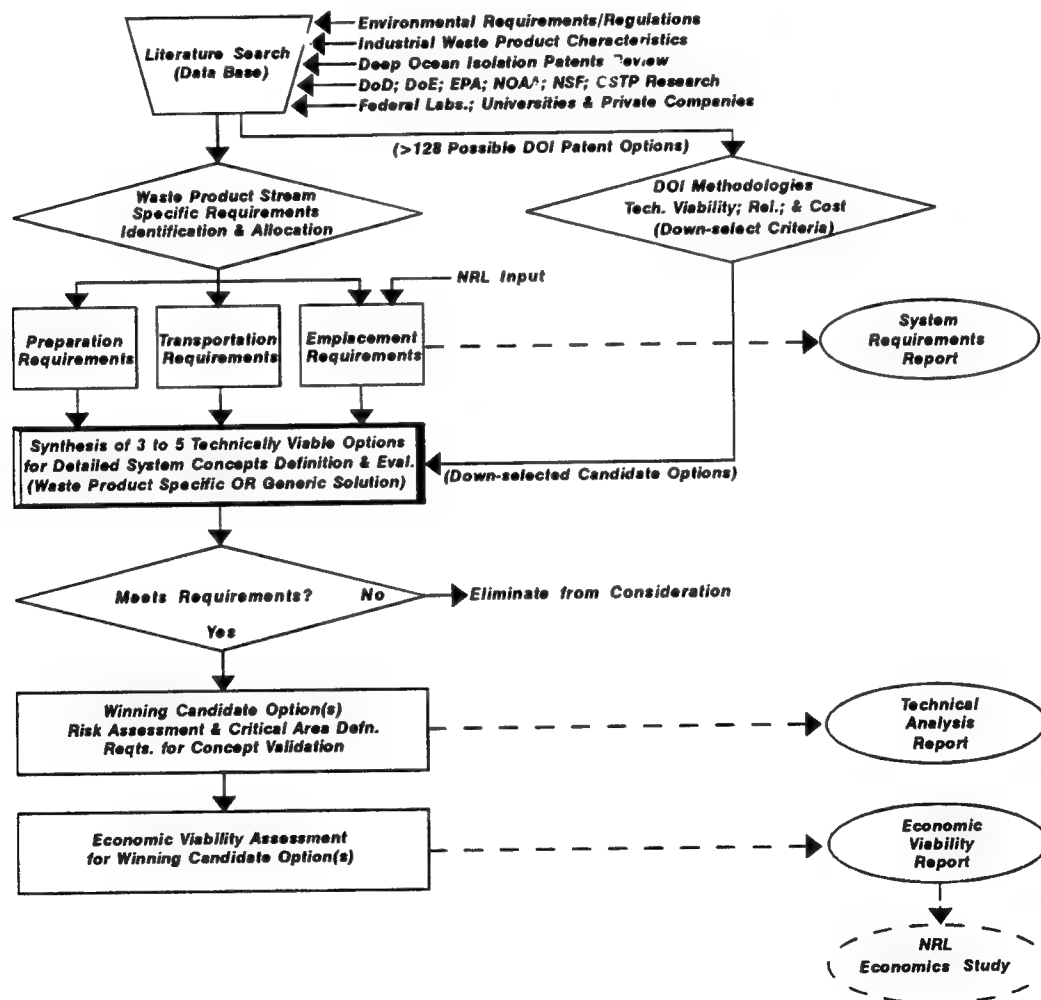 Environmental Requirements/Regulations
Industrial Waste Product Characteristics
Literature Search
(Data Base)
Deep Ocean Isolation Patents Review
DoD; DoE; EPA; NOAA; NSF; CSTP Research
Federal Labs.; Universities & Private Companies
(>128 Possible DOI Patent Options)
Waste Product Stream
Specific Requirements
Identification & Allocation
DOI Methodologies
Tech. Viability; Rel.; & Cost
(Down-select Criteria)
NRL Input
Preparation
Requirements
Transportation
Requirements
Emplacement
Requirements
System
Requirements
Report
Synthesis of 3 to 5 Technically Viable Options
for Detailed System Concepts Definition & Eval.
(Waste Product Specific OR Generic Solution)
(Down-selected Candidate Options)
Meets Requirements?
No
Eliminate from Consideration
Yes
Winning Candidate Option(s)
Risk Assessment & Critical Area Defn.
Reqts. for Concept Validation
Technical
Analysis
Report
Economic Viability Assessment
for Winning Candidate Option(s)
Economic
Viability
Report
NRL
Economics Study